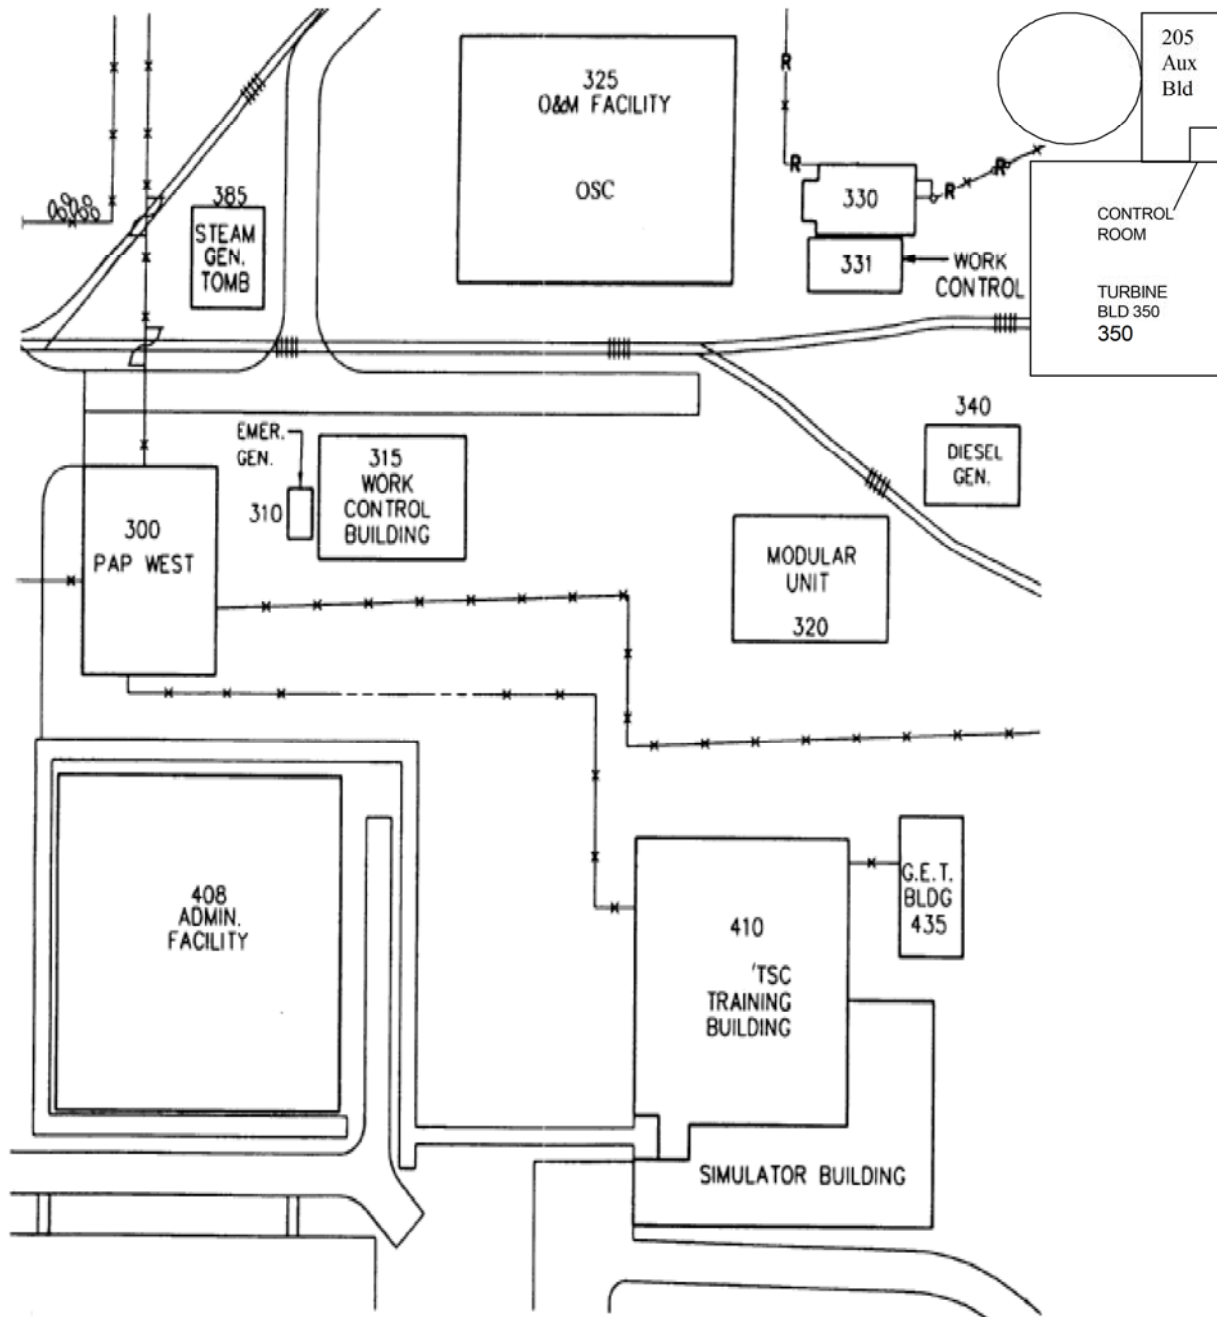 205
Aux
Bld
325
O&M FACILITY
OSC
R
R
R
R
330
331
WORK
CONTROL
CONTROL
ROOM
TURBINE
BLD 350
350
385
STEAM
GEN.
TOMB
340
DIESEL
GEN.
EMER.
GEN.
310
315
WORK
CONTROL
BUILDING
300
PAP WEST
MODULAR
UNIT
320
408
ADMIN.
FACILITY
410
'TSC
TRAINING
BUILDING
G.E.T.
BLDG
435
SIMULATOR BUILDING